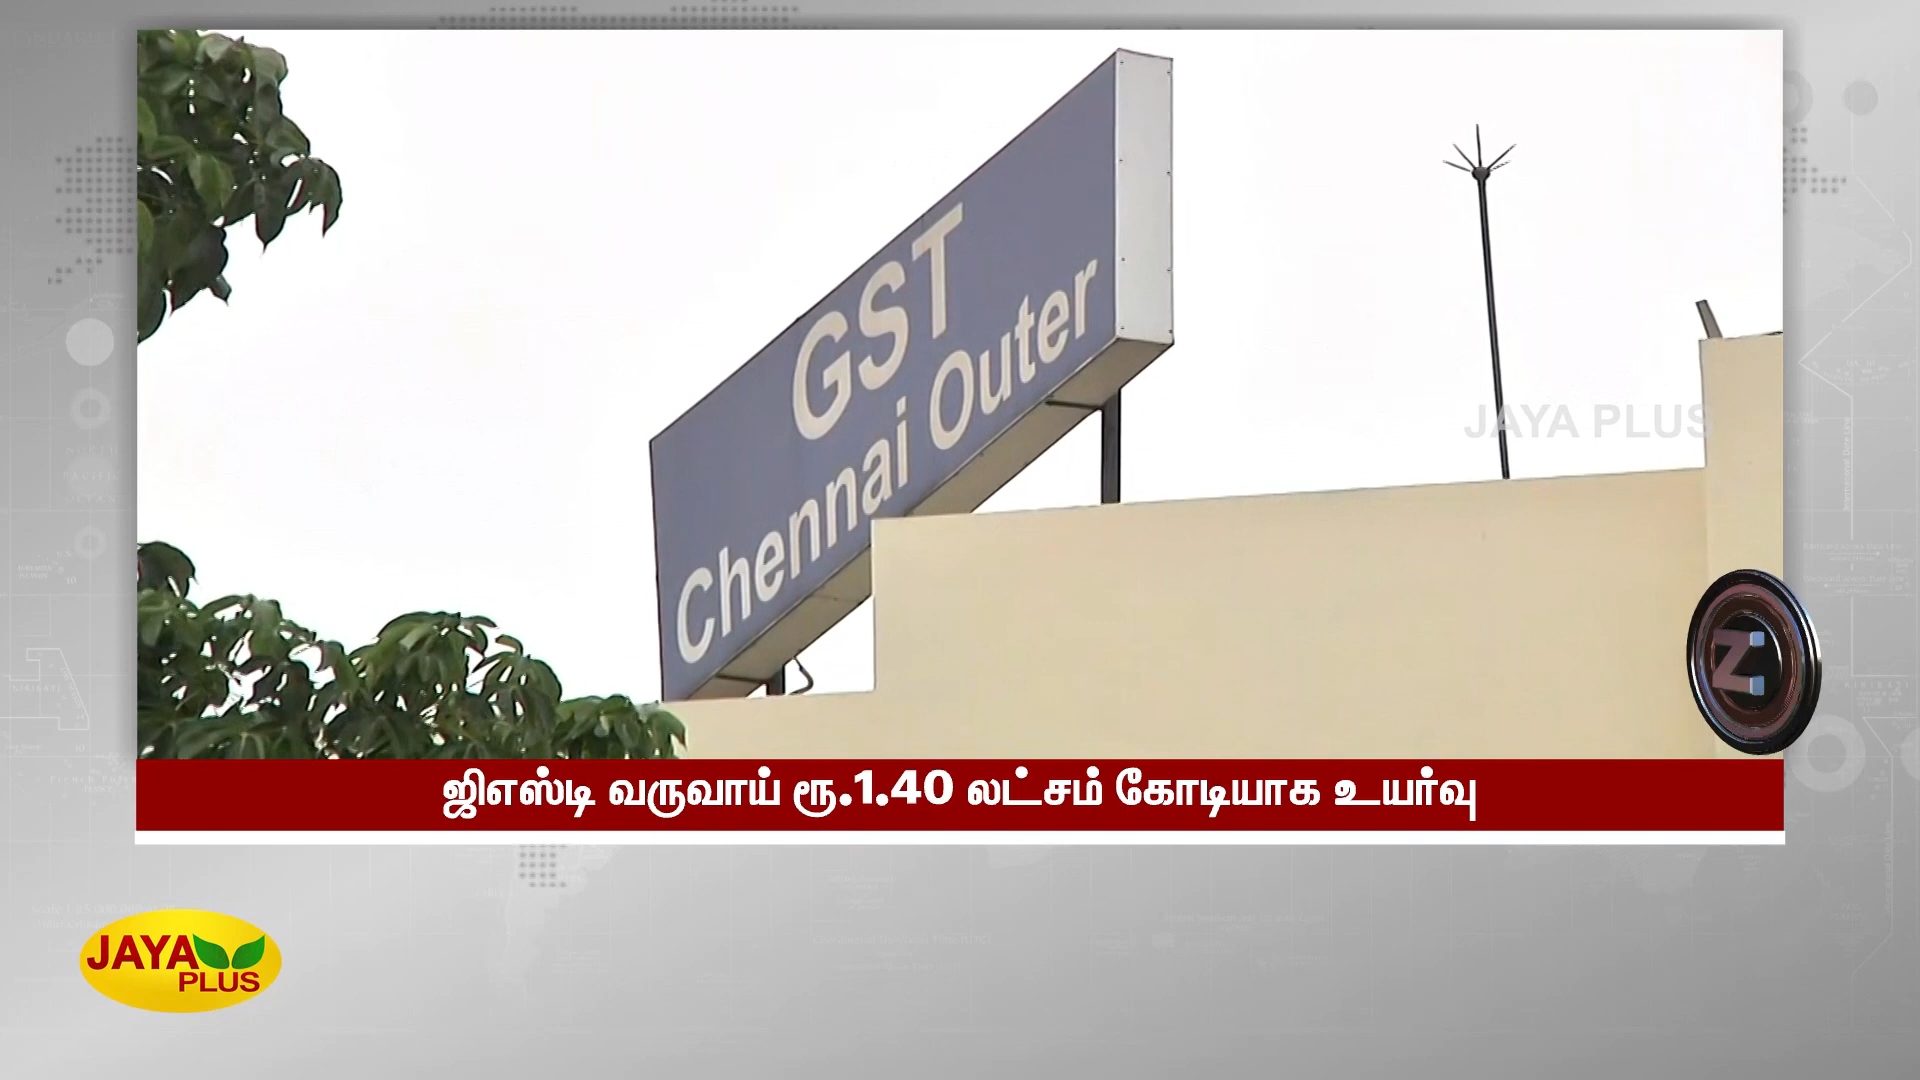 GST
Chennai Outer
JAYA PLUS
Z
ஜிஎஸ்டி வருவாய் ரூ.1.40 லட்சம் கோடியாக உயர்வு
JAYA
PLUS